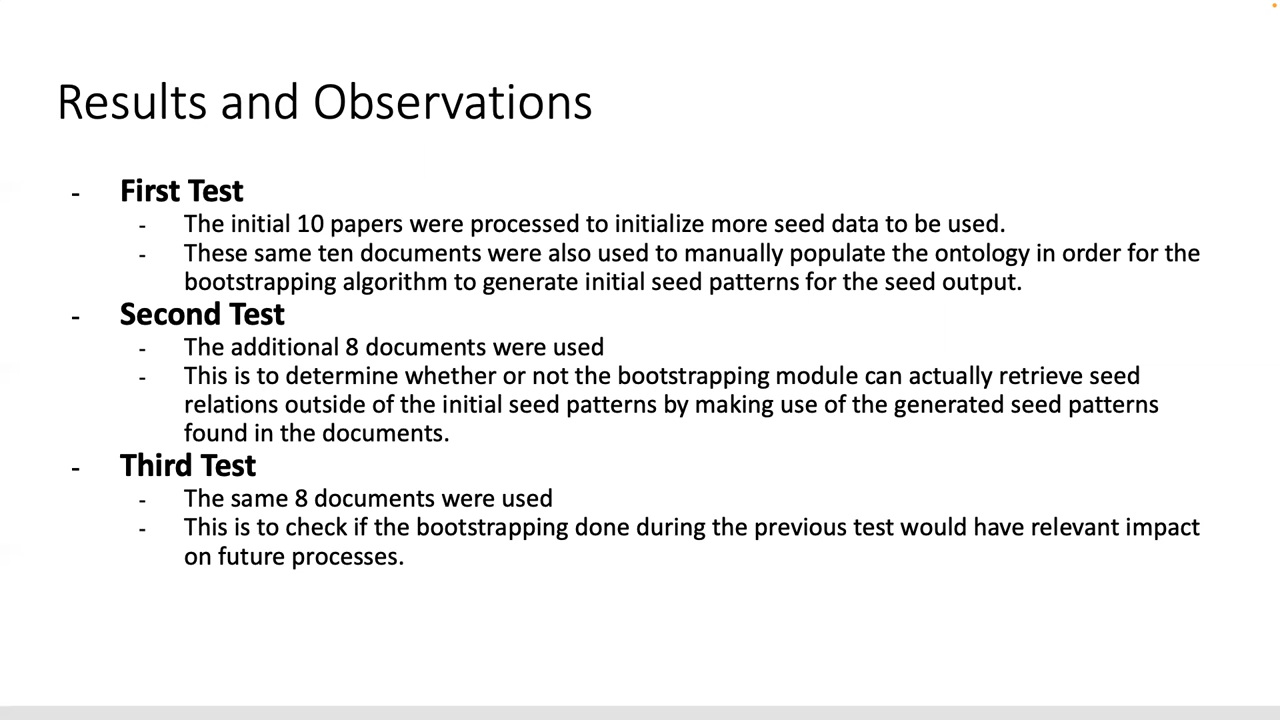 Results and Observations
- First Test
- The initial 10 papers were processed to initialize more seed data to be used.
- These same ten documents were also used to manually populate the ontology in order for the
bootstrapping algorithm to generate initial seed patterns for the seed output.
- Second Test
- The additional 8 documents were used
- This is to determine whether or not the bootstrapping module can actually retrieve seed
relations outside of the initial seed patterns by making use of the generated seed patterns
found in the documents.
- Third Test
- The same 8 documents were used
- This is to check if the bootstrapping done during the previous test would have relevant impact
on future processes.